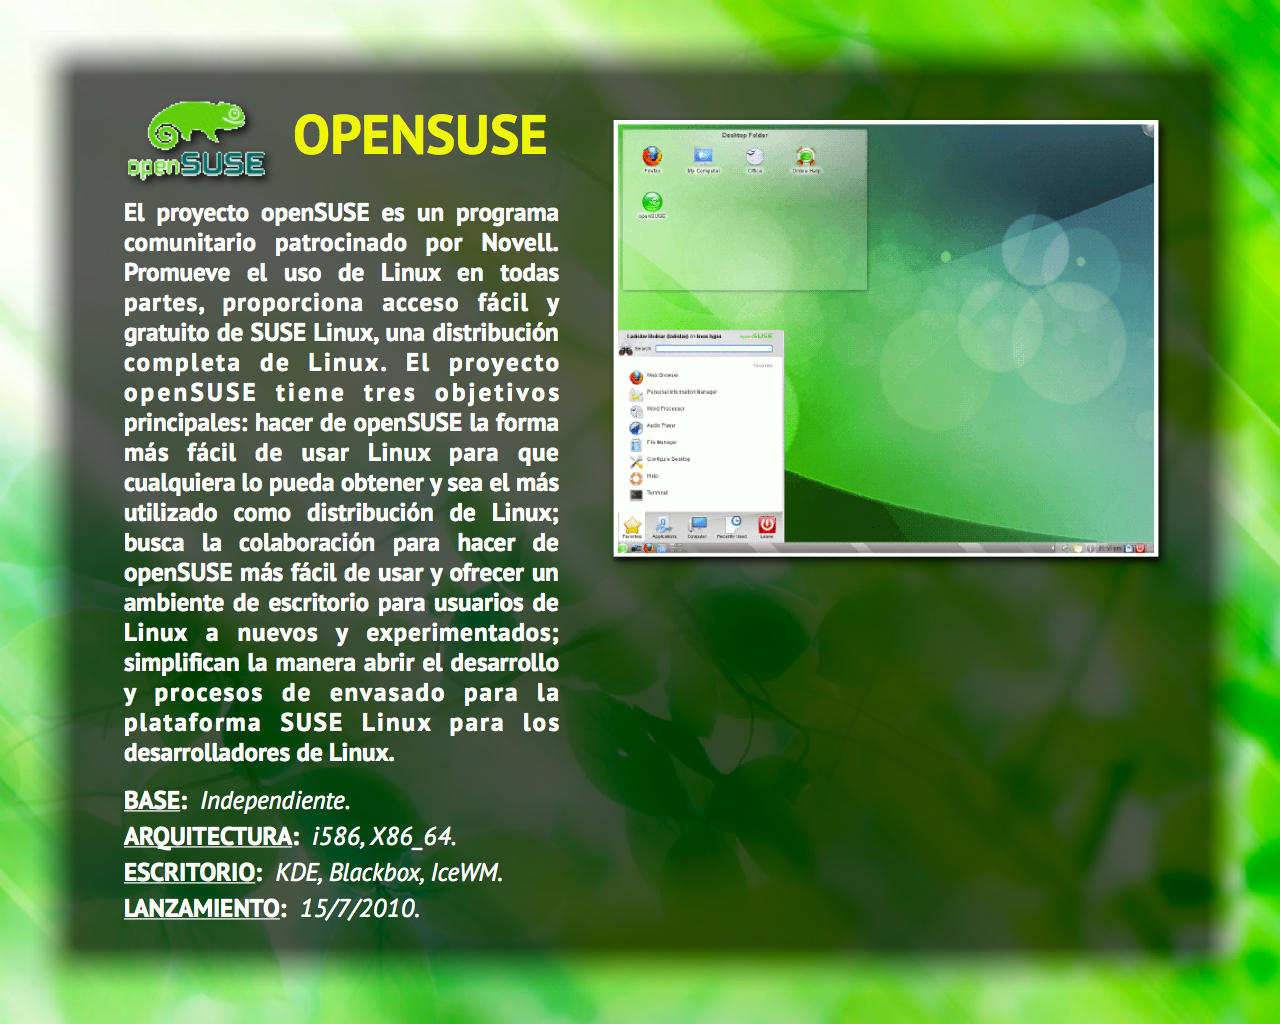 openSUSE
OPENSUSE
El proyecto openSUSE es un programa
comunitario patrocinado por Novell.
Promueve el uso de Linux en todas
partes, proporciona acceso fácil y
gratuito de SUSE Linux, una distribución
completa de Linux. El proyecto
openSUSE tiene tres objetivos
principales: hacer de openSUSE la forma
más fácil de usar Linux para que
cualquiera lo pueda obtener y sea el más
utilizado como distribución de Linux;
busca la colaboración para hacer de
openSUSE más fácil de usar y ofrecer un
ambiente de escritorio para usuarios de
Linux a nuevos y experimentados;
simplifican la manera abrir el desarrollo
y procesos de envasado para la
plataforma SUSE Linux para los
desarrolladores de Linux.
BASE: Independiente.
ARQUITECTURA: i586, X86_64.
ESCRITORIO: KDE, Blackbox, IceWM.
LANZAMIENTO: 15/7/2010.
Desktop Folder
Firefox
My Computer
Office
Online Help
openSUSE
openSUSE
Search:
Favorites
Web Browser
Personal Information Manager
Word Processor
Audio Player
File Manager
Configure Desktop
Help
Terminal
Favorites
Applications
Computer
Recently Used
Leave